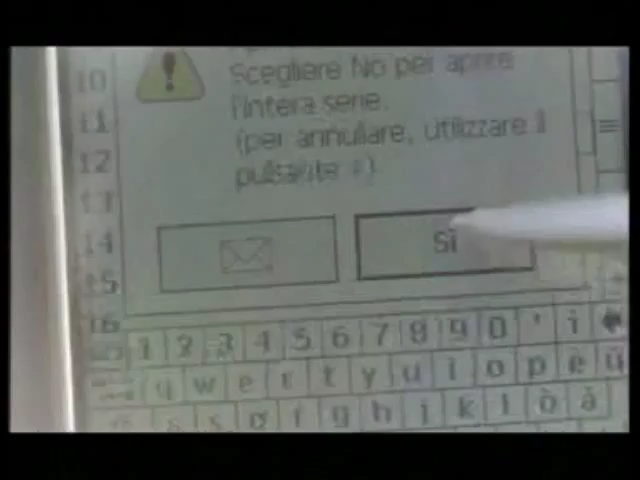 Scegliere No per aprire
l'intera serie.
(per annullare, utilizzare il
pulsante
Sì
10
11
12
13
14
15
16
1 2 3 4 5 6 7 8 9 0 ' ì
q w e r t y u i o p è ù
a s d f g h j k l ò à